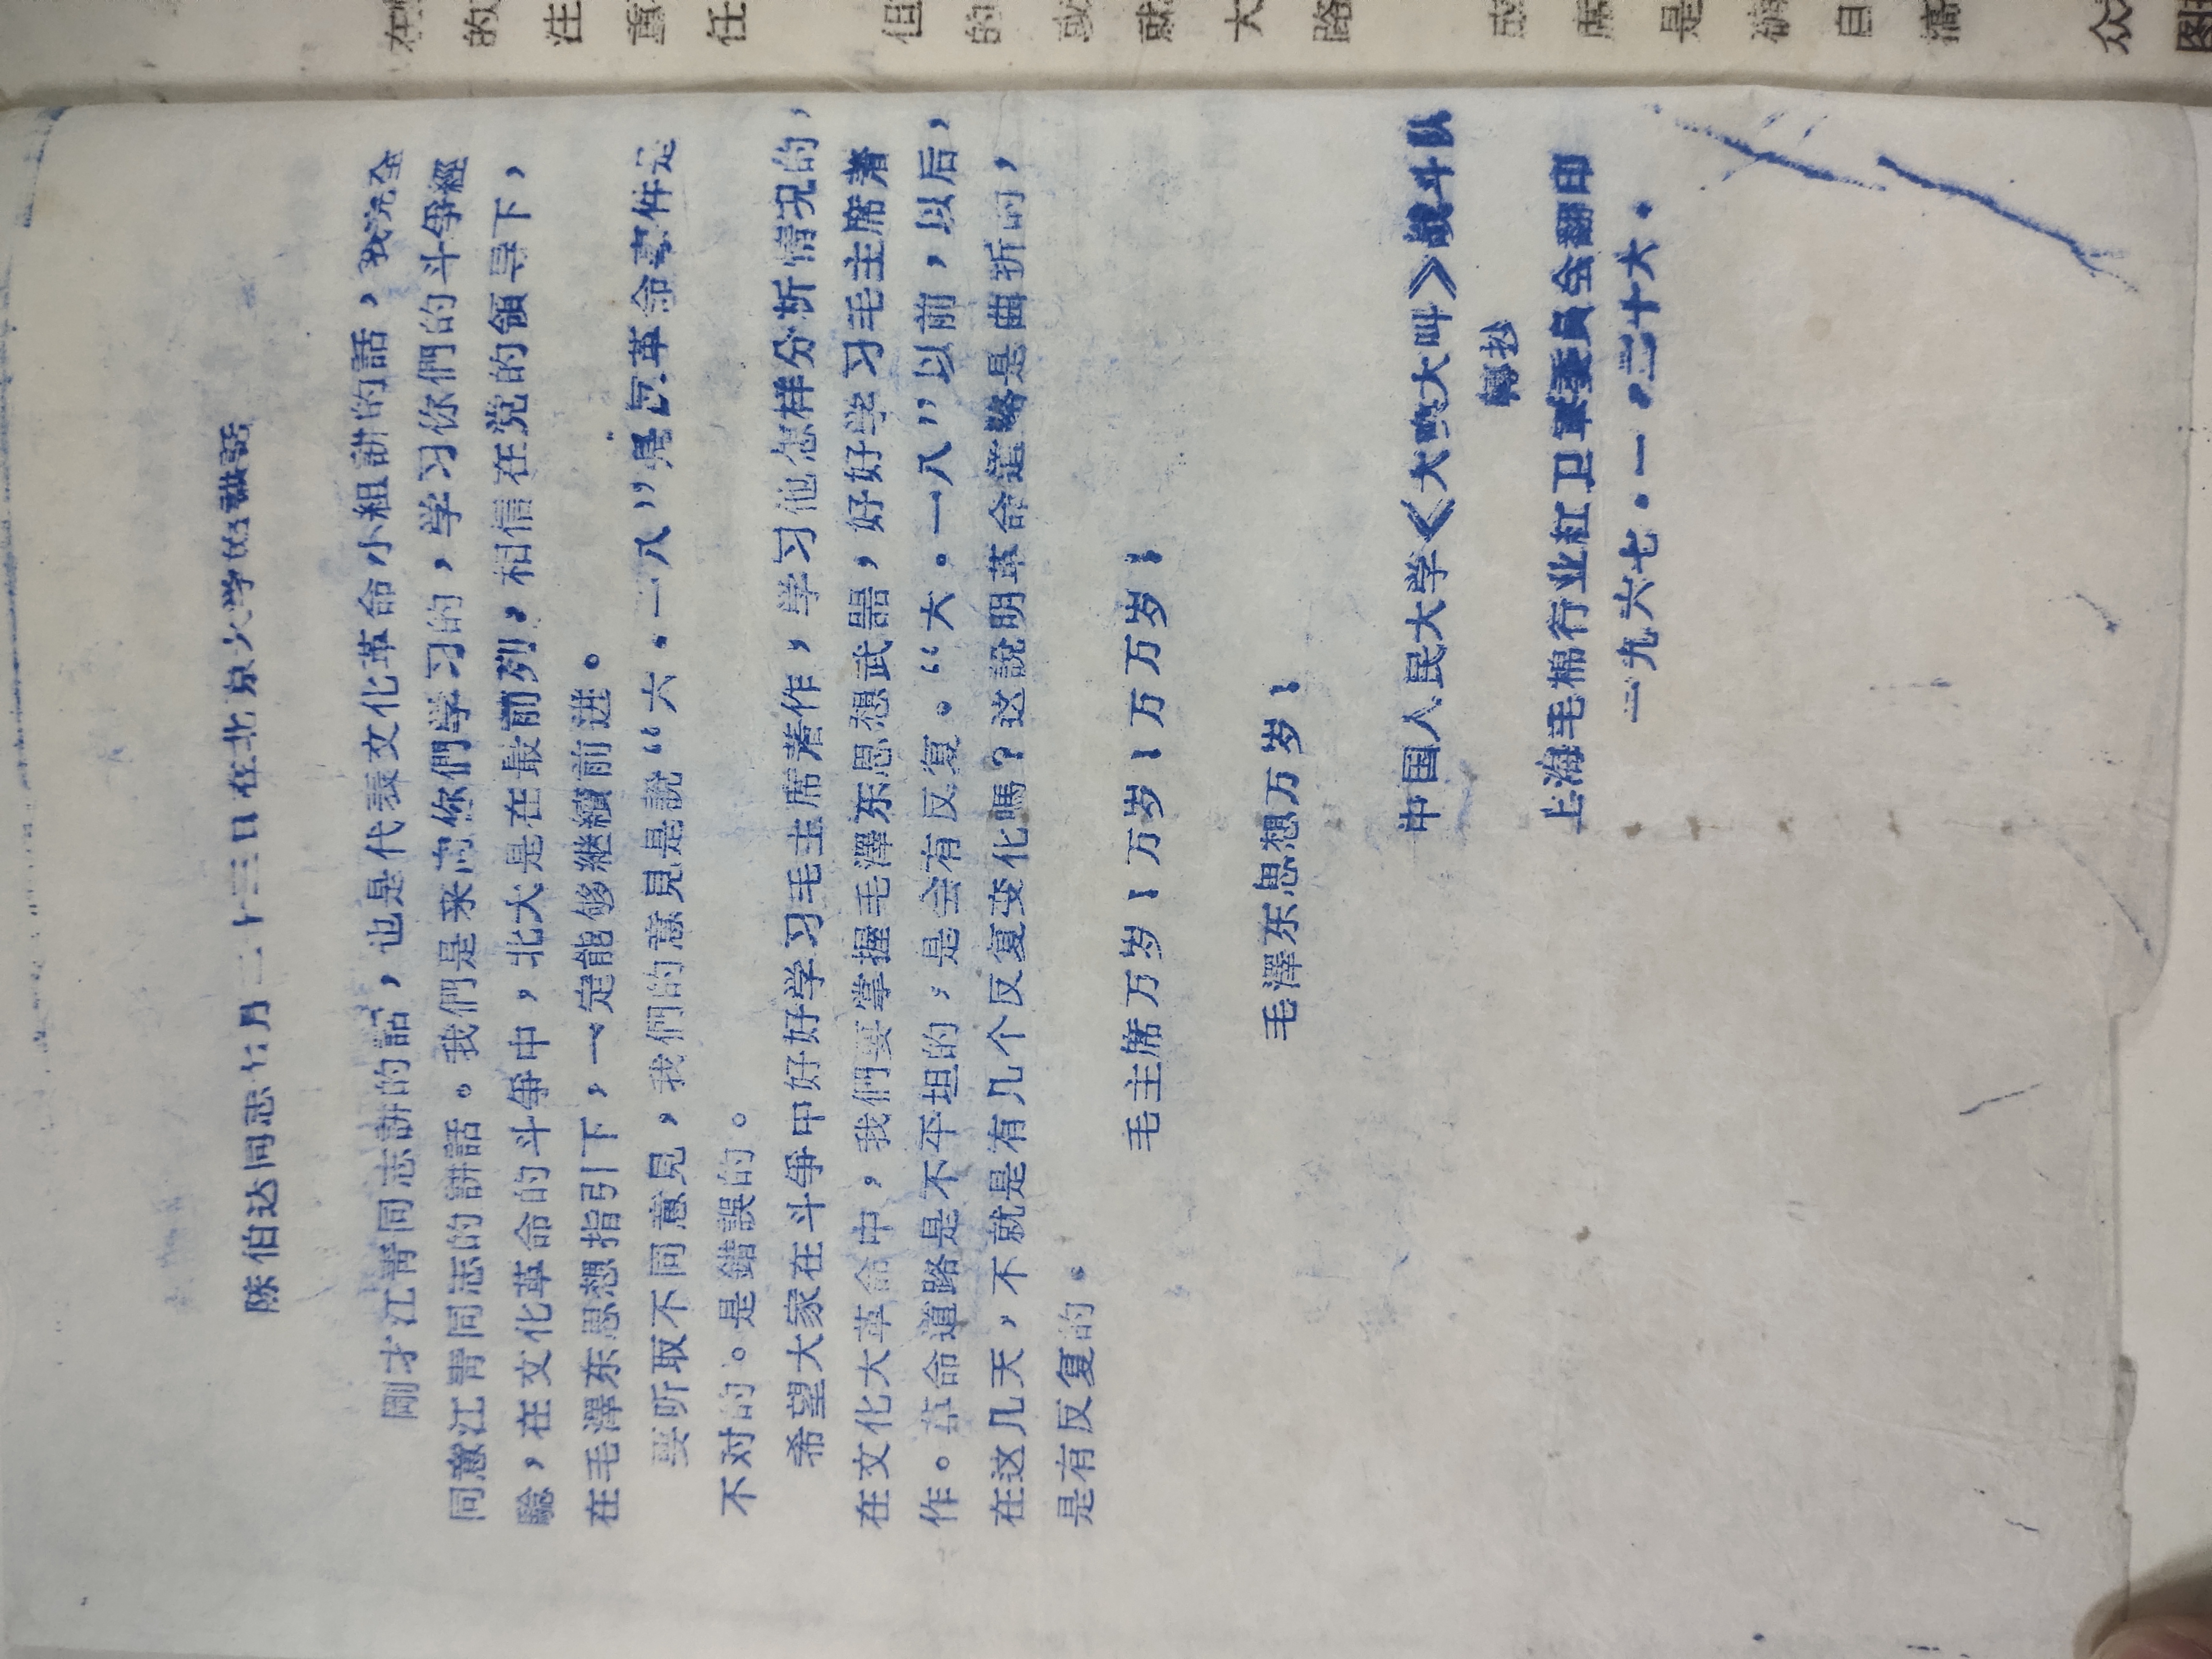 陈伯达同志七月二十三日在北京大学的講話
剛才江青同志講的話，也是代表文化革命小組講的話，我完全
同意江青同志的講話。我們是来向你們学习的，学习你們的斗爭經
驗，在文化革命的斗爭中，北大是在最前列，相信在党的領导下，
在毛澤东思想指引下，一定能够継續前进。
要听取不同意見，我們的意見是說“六．一八”是反革命事件是
不对的。是錯誤的。
希望大家在斗爭中好好学习毛主席著作，学习他怎样分析情况的，
在文化大革命中，我們要掌握毛澤东思想武器，好好学习毛主席著
作。革命道路是不平坦的，是会有反复。“六．一八”以前，以后，
在这几天，不就是有几个反复变化嗎？这說明革命道路是曲折的，
是有反复的。
毛主席万岁！万岁！万万岁！
毛澤东思想万岁！
中国人民大学《大吼大叫》战斗队
轉抄
上海毛棉行业紅卫軍委員会翻印
一九六七．一．二十六．
在
的
注
重
任
但
的
或
就
大
路
席
是
确
自
搞
众
图